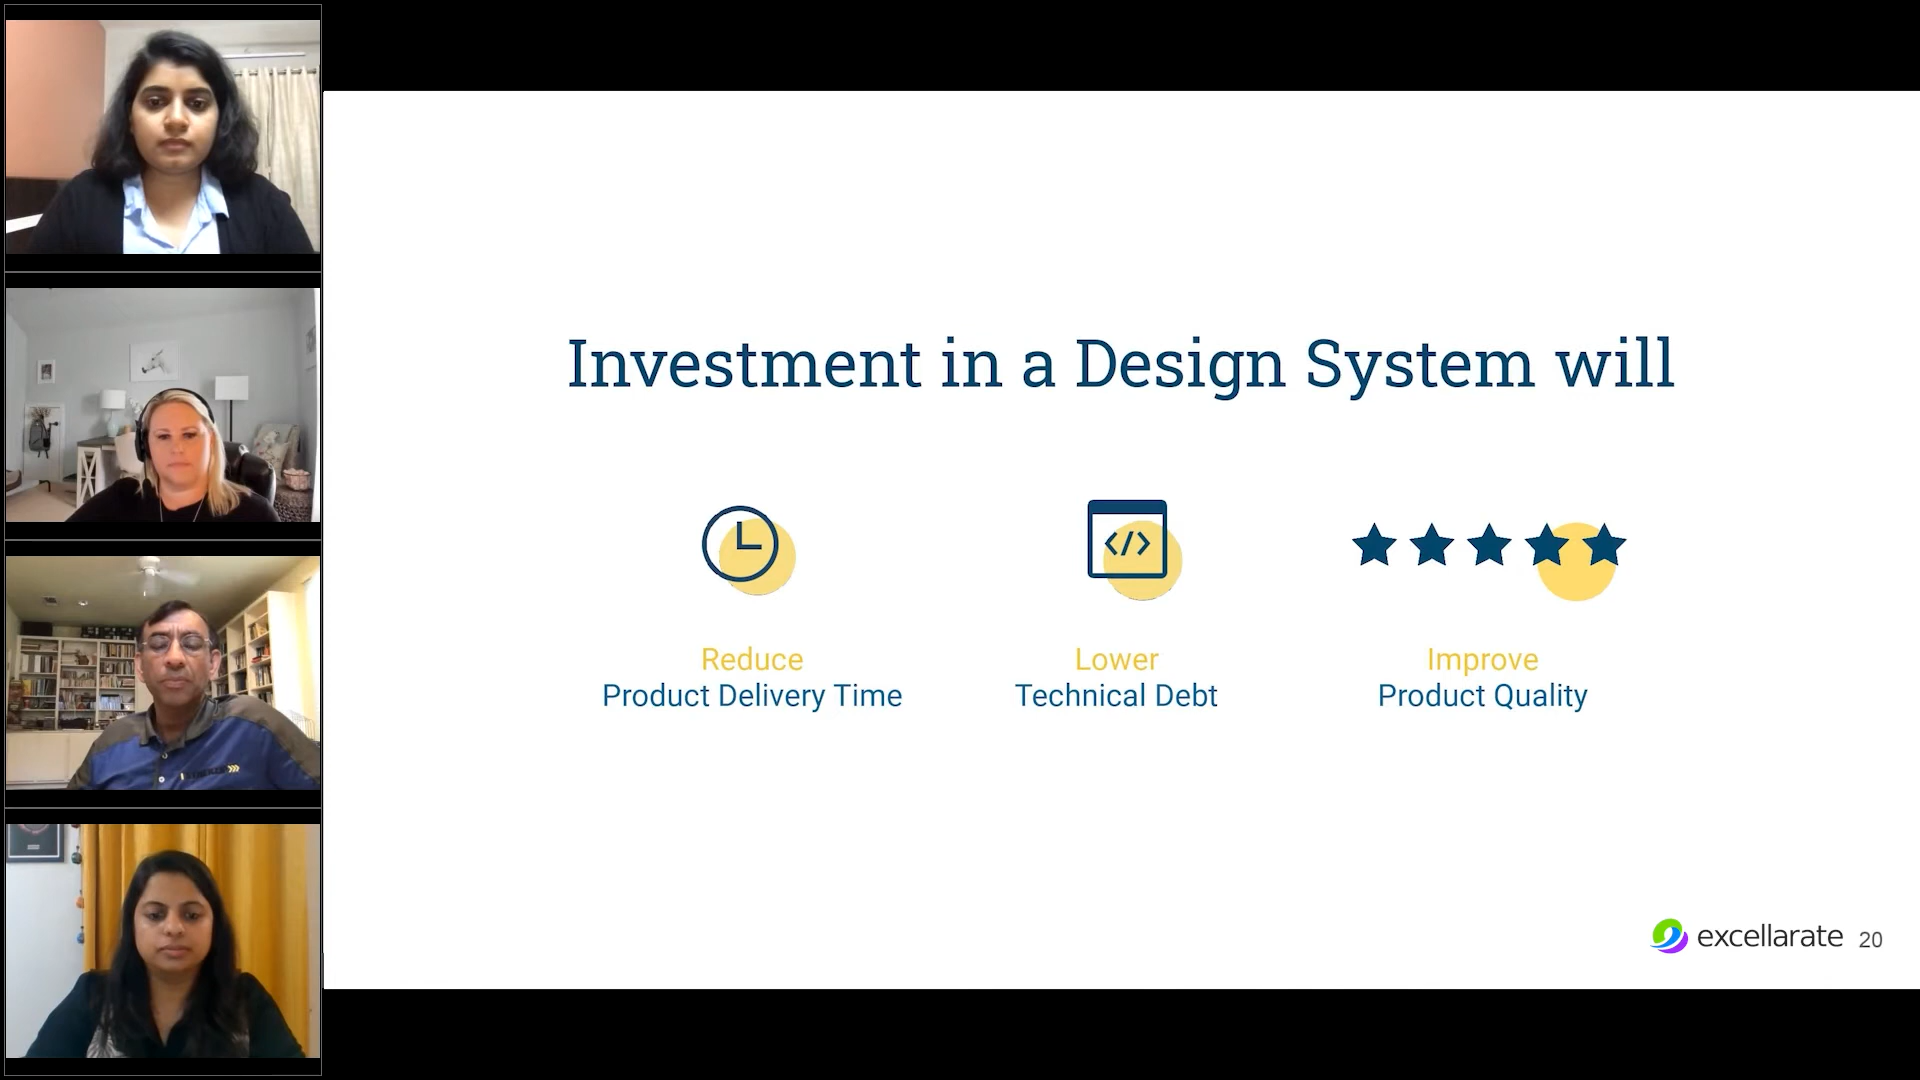 Investment in a Design System will
</>
Reduce
Product Delivery Time
Lower
Technical Debt
Improve
Product Quality
excellarate 20